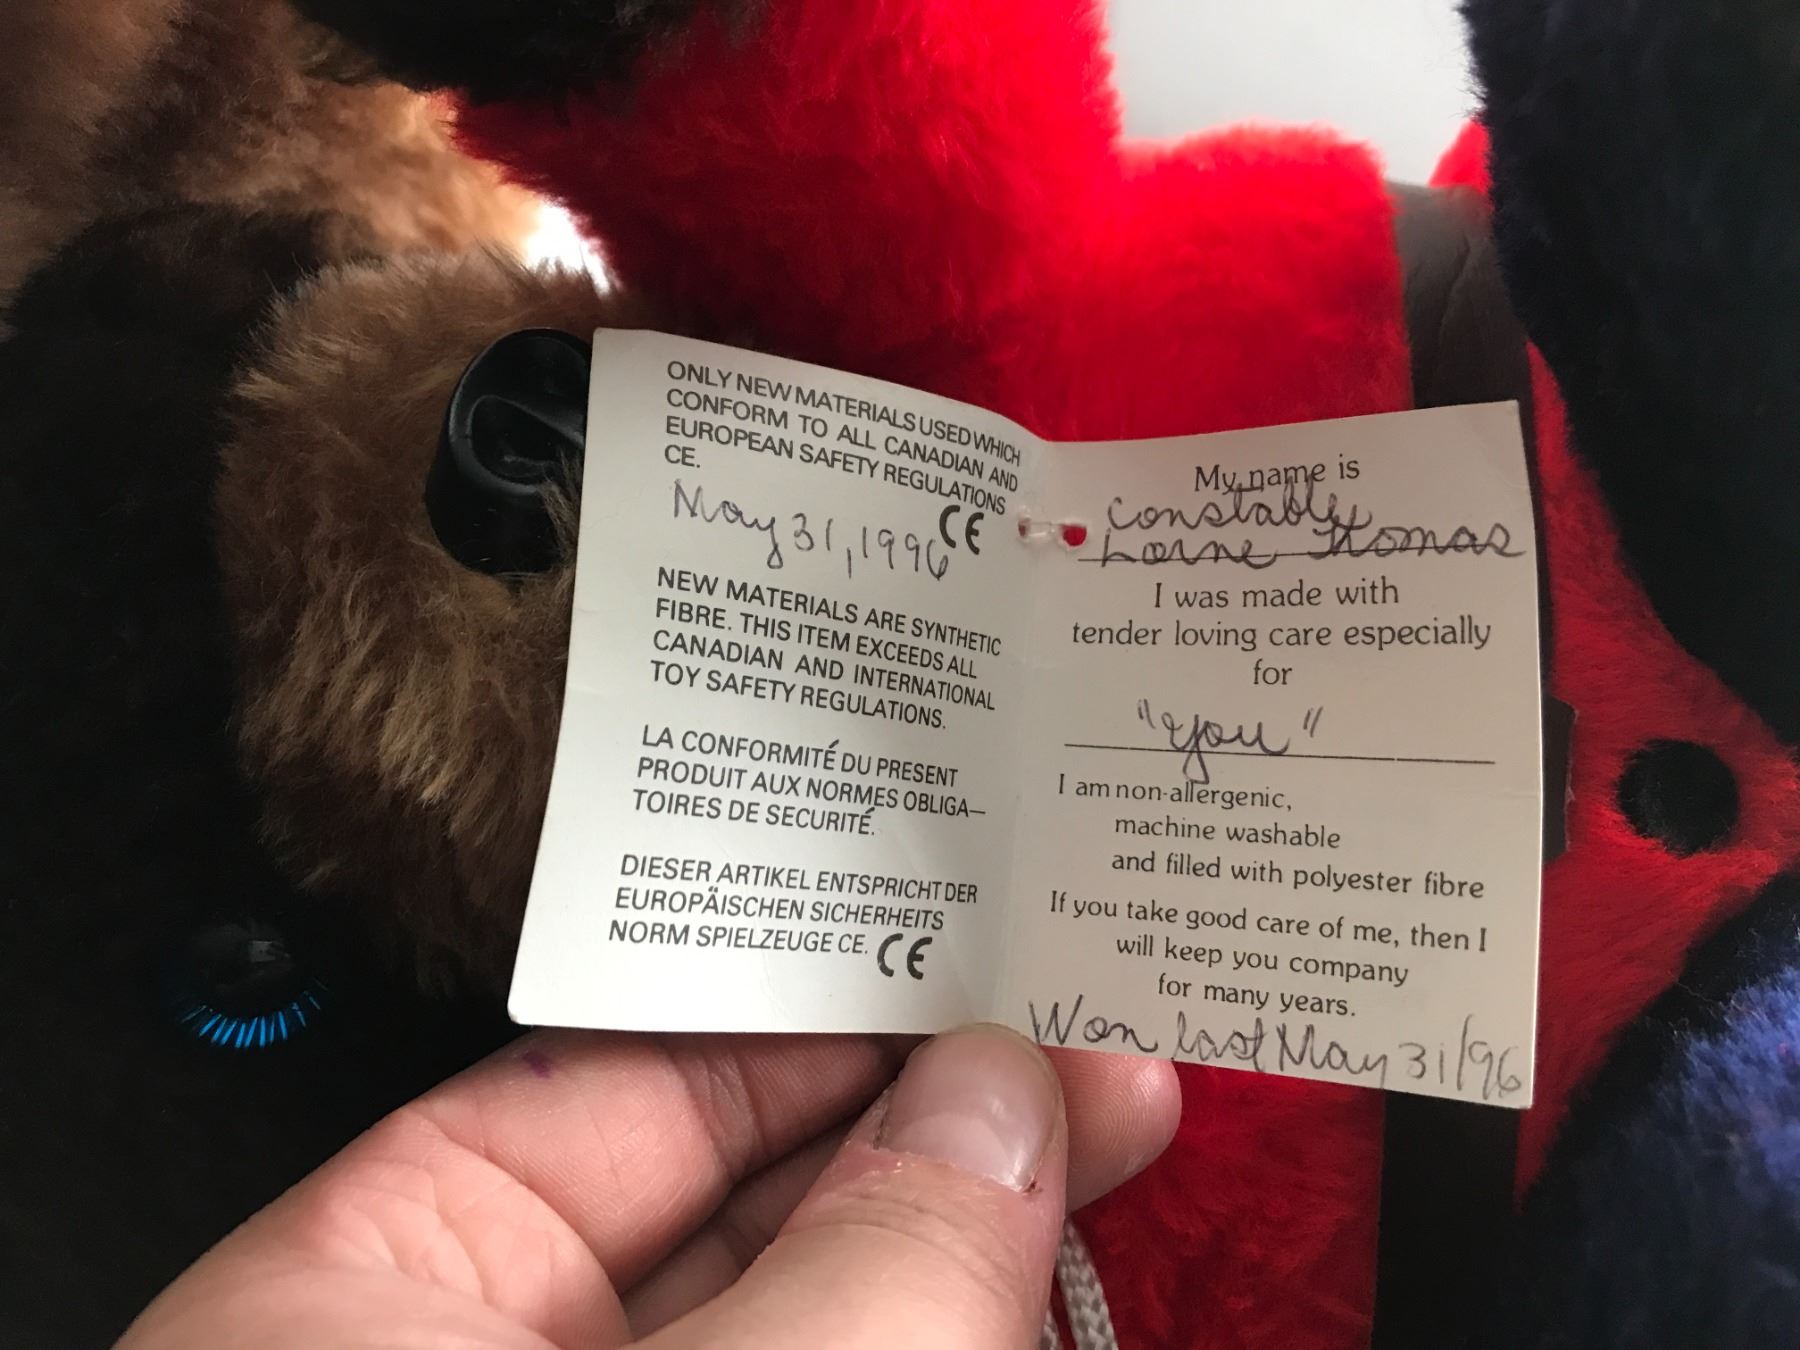 ONLY NEW MATERIALS USED WHICH
CONFORM TO ALL CANADIAN AND
EUROPEAN SAFETY REGULATIONS
CE.
CE
May 31, 1996
NEW MATERIALS ARE SYNTHETIC
FIBRE. THIS ITEM EXCEEDS ALL
CANADIAN AND INTERNATIONAL
TOY SAFETY REGULATIONS.
LA CONFORMITÉ DU PRESENT
PRODUIT AUX NORMES OBLIGA—
TOIRES DE SECURITÉ.
DIESER ARTIKEL ENTSPRICHT DER
EUROPÄISCHEN SICHERHEITS
NORM SPIELZEUGE CE. CE
My name is
Constable
Lorne Thomas
I was made with
tender loving care especially
for
"you"
I am non-allergenic,
machine washable
and filled with polyester fibre
If you take good care of me, then I
will keep you company
for many years.
Won last May 31/96